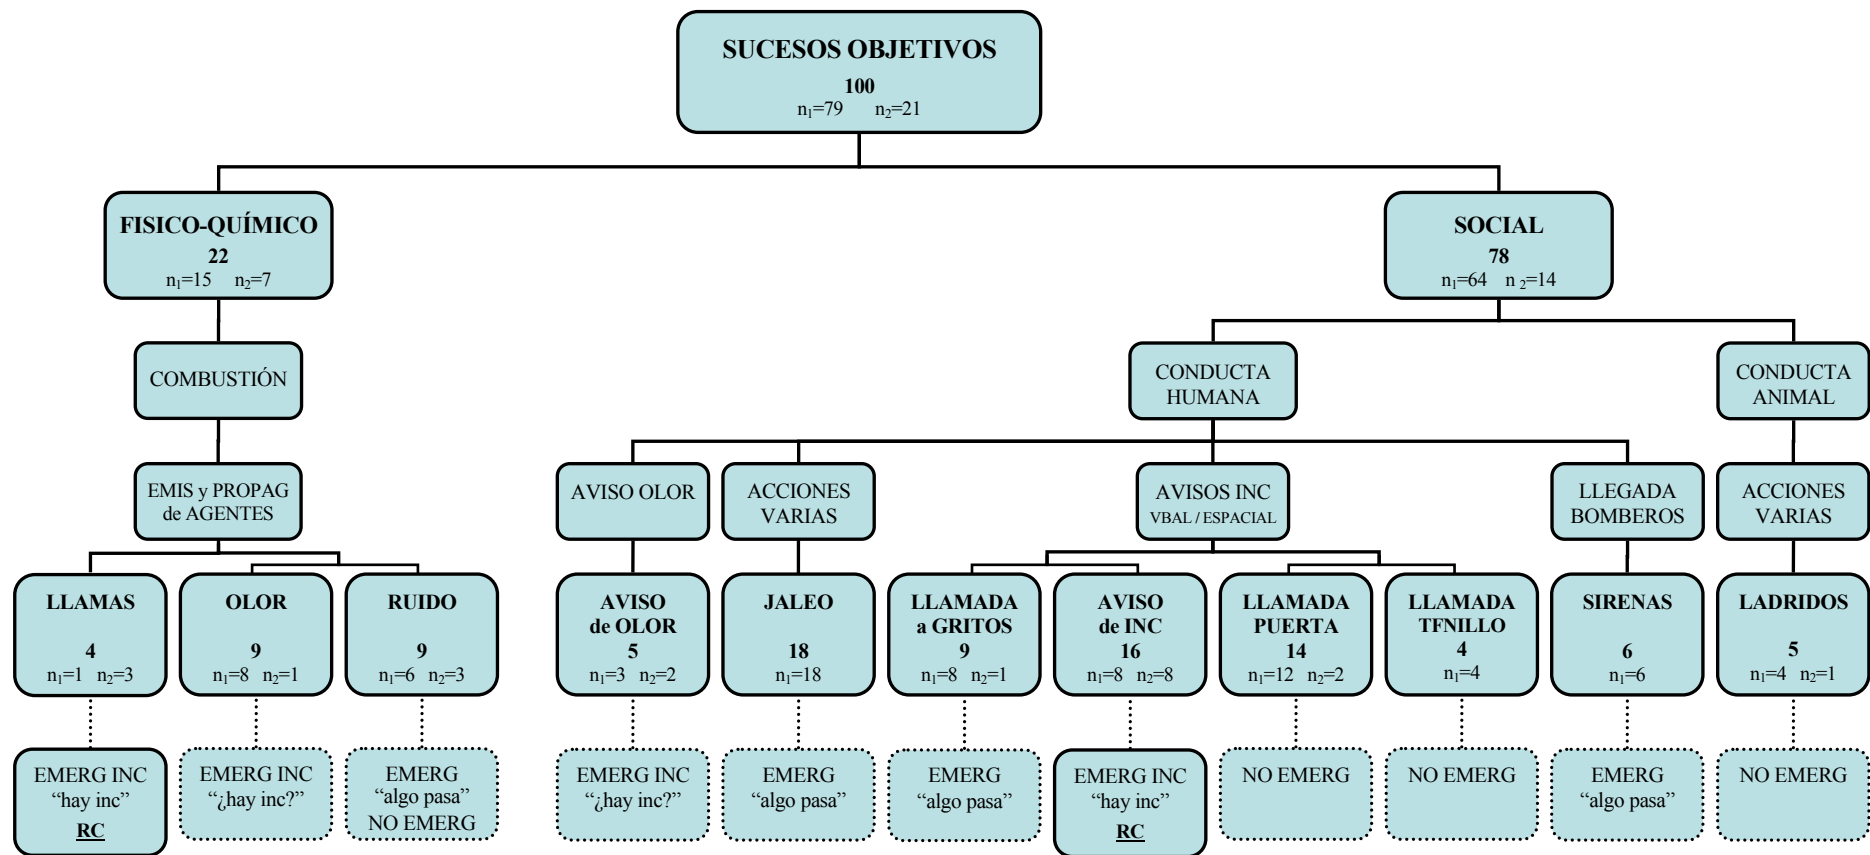 SUCESOS OBJETIVOS
100
n₁=79 n₂=21
FISICO-QUÍMICO
22
n₁=15 n₂=7
SOCIAL
78
n₁=64 n ₂=14
COMBUSTIÓN
CONDUCTA
HUMANA
CONDUCTA
ANIMAL
EMIS y PROPAG
de AGENTES
AVISO OLOR
ACCIONES
VARIAS
AVISOS INC
VBAL / ESPACIAL
LLEGADA
BOMBEROS
ACCIONES
VARIAS
LLAMAS
4
n₁=1 n₂=3
OLOR
9
n₁=8 n₂=1
RUIDO
9
n₁=6 n₂=3
AVISO
de OLOR
5
n₁=3 n₂=2
JALEO
18
n₁=18
LLAMADA
a GRITOS
9
n₁=8 n₂=1
AVISO
de INC
16
n₁=8 n₂=8
LLAMADA
PUERTA
14
n₁=12 n₂=2
LLAMADA
TFNILLO
4
n₁=4
SIRENAS
6
n₁=6
LADRIDOS
5
n₁=4 n₂=1
EMERG INC
“hay inc”
RC
EMERG INC
“¿hay inc?”
EMERG
“algo pasa”
NO EMERG
EMERG INC
“¿hay inc?”
EMERG
“algo pasa”
EMERG
“algo pasa”
EMERG INC
“hay inc”
RC
NO EMERG
NO EMERG
EMERG
“algo pasa”
NO EMERG